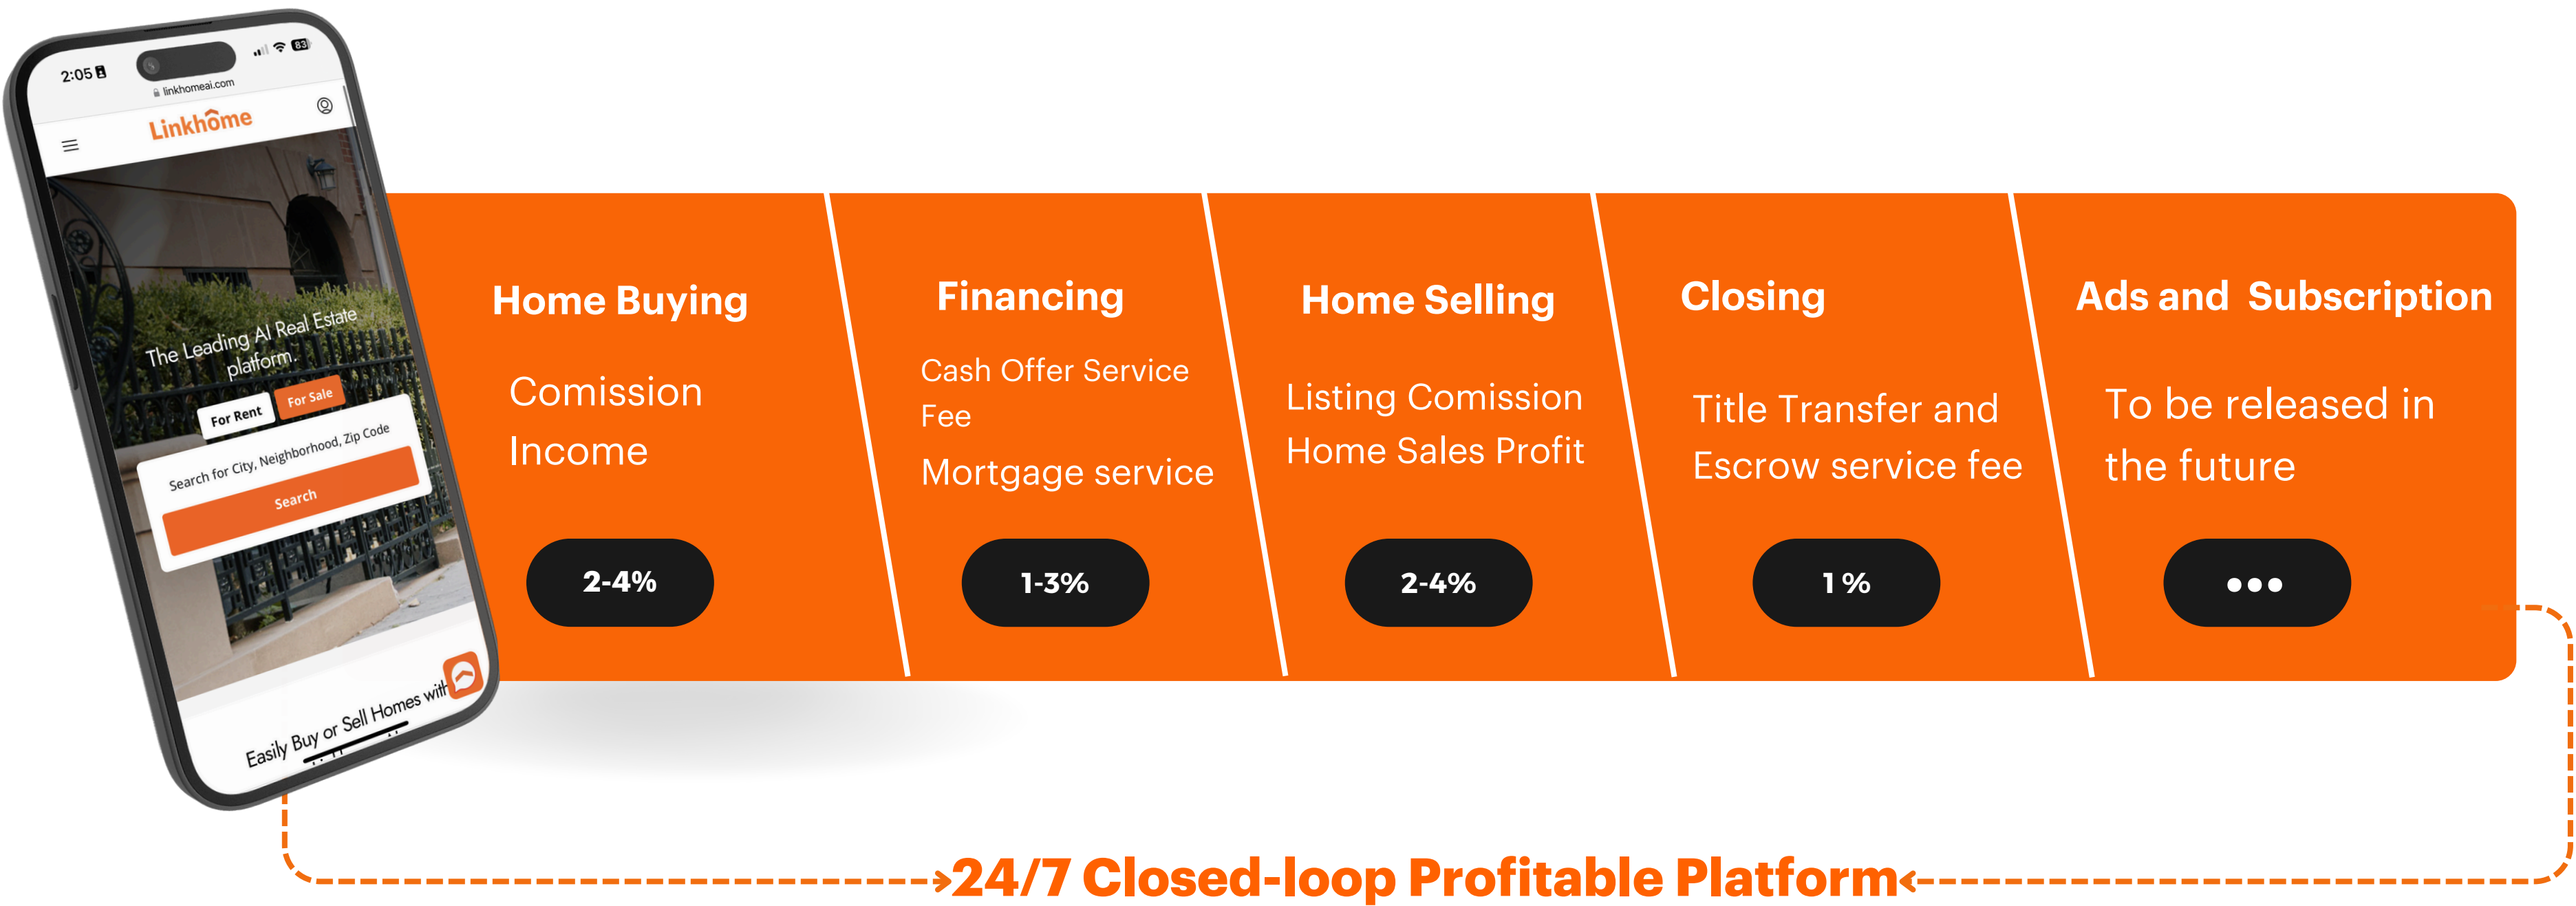 2:05
83
linkhomeai.com
Linkhome
The Leading AI Real Estate
platform.
For Rent
For Sale
Search for City, Neighborhood, Zip Code
Search
Easily Buy or Sell Homes with
Home Buying
Comission
Income
2-4%
Financing
Cash Offer Service
Fee
Mortgage service
1-3%
Home Selling
Listing Comission
Home Sales Profit
2-4%
Closing
Title Transfer and
Escrow service fee
1 %
Ads and Subscription
To be released in
the future
•••
24/7 Closed-loop Profitable Platform